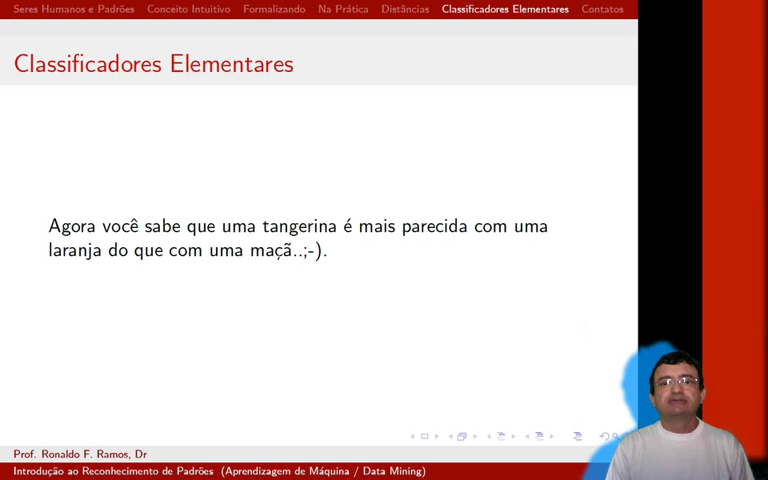 Seres Humanos e Padrões Conceito Intuitivo Formalizando Na Prática Distâncias Classificadores Elementares Contatos
Classificadores Elementares
Agora você sabe que uma tangerina é mais parecida com uma
laranja do que com uma maçã..;-).
Prof. Ronaldo F. Ramos, Dr
Introdução ao Reconhecimento de Padrões (Aprendizagem de Máquina / Data Mining)